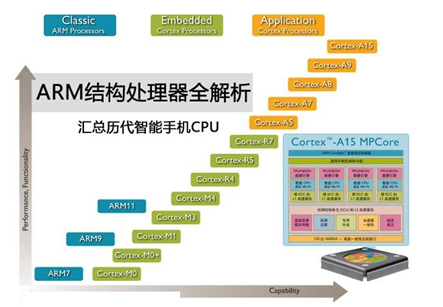 Classic
ARM Processors
Embedded
Cortex Processors
Application
Cortex Processors
Cortex-A15
Cortex-A9
Cortex-A8
Cortex-A7
Cortex-A5
ARM结构处理器全解析
汇总历代智能手机CPU
Cortex-R7
Cortex-R5
Cortex-R4
Cortex-M4
ARM11
Cortex-M3
ARM9
Cortex-M1
Cortex-M0+
ARM7
Cortex-M0
Cortex™-A15 MPCore
Performance, Functionality
Capability